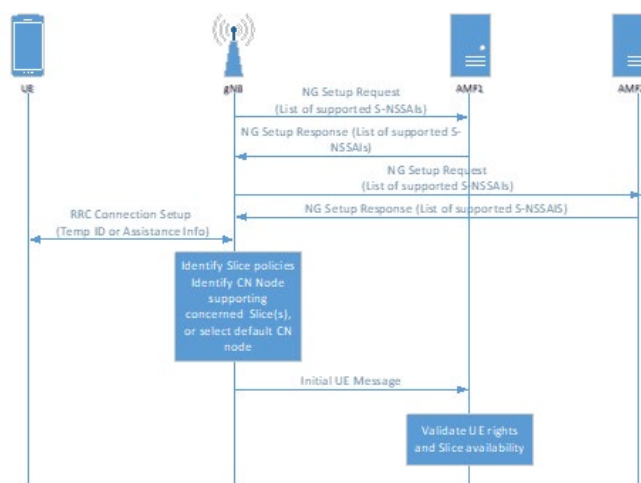 UE
gNB
AMF1
AMF
NG Setup Request
(List of supported S-NSSAIs)
NG Setup Response (List of supported S-
NSSAIs)
NG Setup Request
(List of supported S-NSSAIs)
NG Setup Response (List of supported S-NSSAIS)
RRC Connection Setup
(Temp ID or Assistance Info)
Identify Slice policies
Identify CN Node
supporting
concerned Slice(s),
or select default CN
node
Initial UE Message
Validate UE rights
and Slice availability